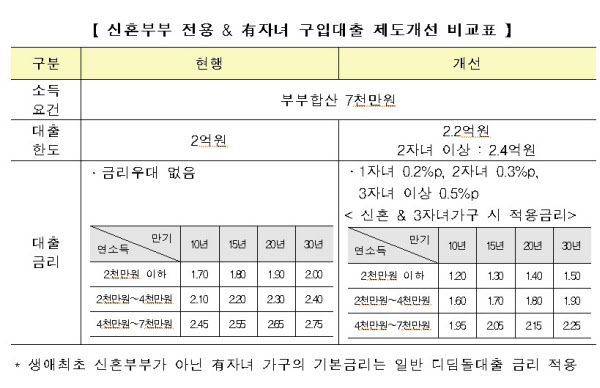 【 신혼부부 전용 & 有자녀 구입대출 제도개선 비교표 】
구분 현행 개선
소득 요건 부부합산 7천만원
대출 한도 2억원 2.2억원
2자녀 이상 : 2.4억원
대출 금리
· 금리우대 없음
만기 연소득 10년 15년 20년 30년
2천만원 이하 1.70 1.80 1.90 2.00
2천만원~4천만원 2.10 2.20 2.30 2.40
4천만원~7천만원 2.45 2.55 2.65 2.75
· 1자녀 0.2%p, 2자녀 0.3%p,
3자녀 이상 0.5%p
< 신혼 & 3자녀가구 시 적용금리>
만기 연소득 10년 15년 20년 30년
2천만원 이하 1.20 1.30 1.40 1.50
2천만원~4천만원 1.60 1.70 1.80 1.90
4천만원~7천만원 1.95 2.05 2.15 2.25
* 생애최초 신혼부부가 아닌 有자녀 가구의 기본금리는 일반 디딤돌대출 금리 적용